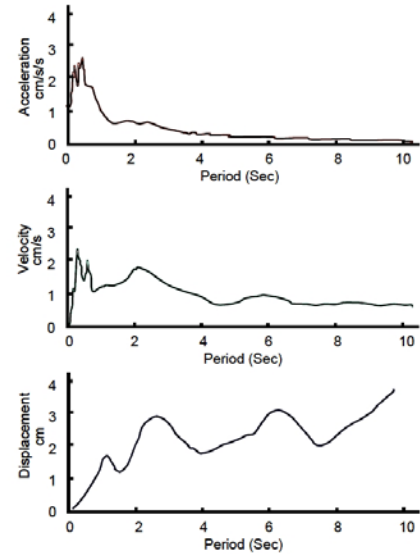 Acceleration
cm/s/s
4
3
2
1
0
0 2 4 6 8 10
Period (Sec)
Velocity
cm/s
4
3
2
1
0
0 2 4 6 8 10
Period (Sec)
Displacement
cm
4
3
2
1
0
0 2 4 6 8 10
Period (Sec)